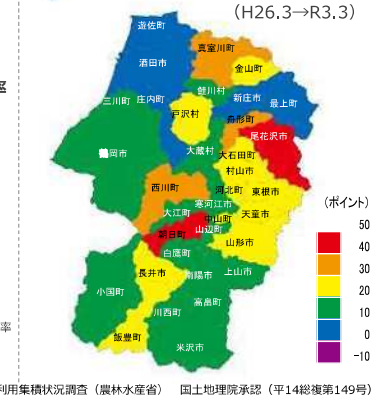 (H26.3→R3.3)
遊佐町
真室川町
酒田市
金山町
率
鮭川村
三川町
庄内町
新庄市
最上町
戸沢村
舟形町
尾花沢市
大蔵村
鶴岡市
大石田町
村山市
西川町
河北町
東根市
寒河江市
大江町
中山町
天童市
(ポイント)
朝日町
山辺町
山形市
50
白鷹町
40
長井市
南陽市
上山市
30
小国町
高畠町
20
川西町
10
飯豊町
米沢市
0
率
-10
利用集積状況調査（農林水産省）　国土地理院承認（平14総複第149号）